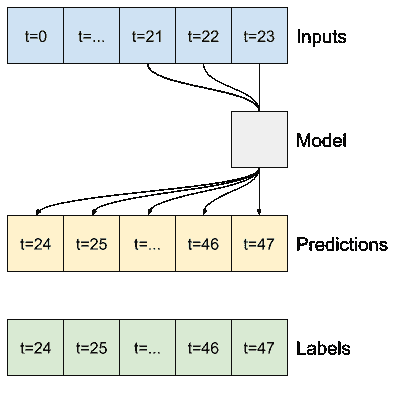 t=0 t=... t=21 t=22 t=23 Inputs
Model
t=24 t=25 t=... t=46 t=47 Predictions
t=24 t=25 t=... t=46 t=47 Labels